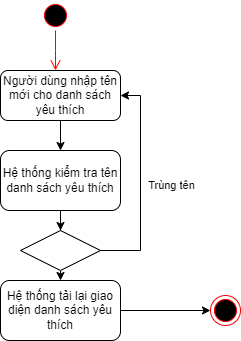 Người dùng nhập tên
mới cho danh sách
yêu thích
Hệ thống kiểm tra tên
danh sách yêu thích
Trùng tên
Hệ thống tải lại giao
diện danh sách yêu
thích